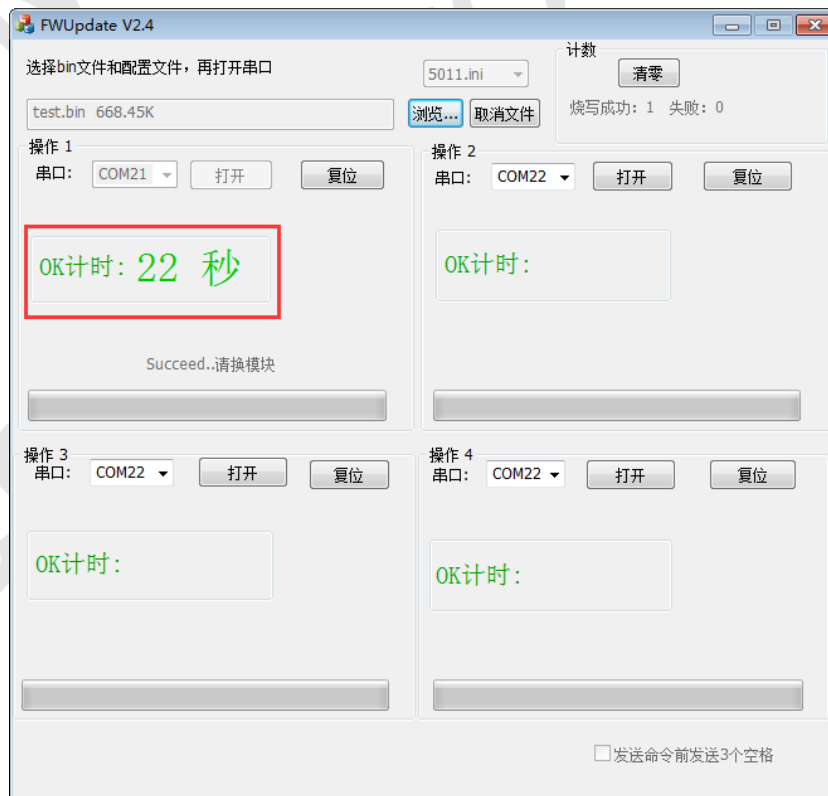 FWUpdate V2.4
选择bin文件和配置文件，再打开串口
5011.ini
计数
清零
test.bin 668.45K
浏览...
取消文件
烧写成功：1 失败：0
操作 1
串口：
COM21
打开
复位
OK计时：22 秒
Succeed..请换模块
操作 2
串口：
COM22
打开
复位
OK计时：
操作 3
串口：
COM22
打开
复位
OK计时：
操作 4
串口：
COM22
打开
复位
OK计时：
发送命令前发送3个空格